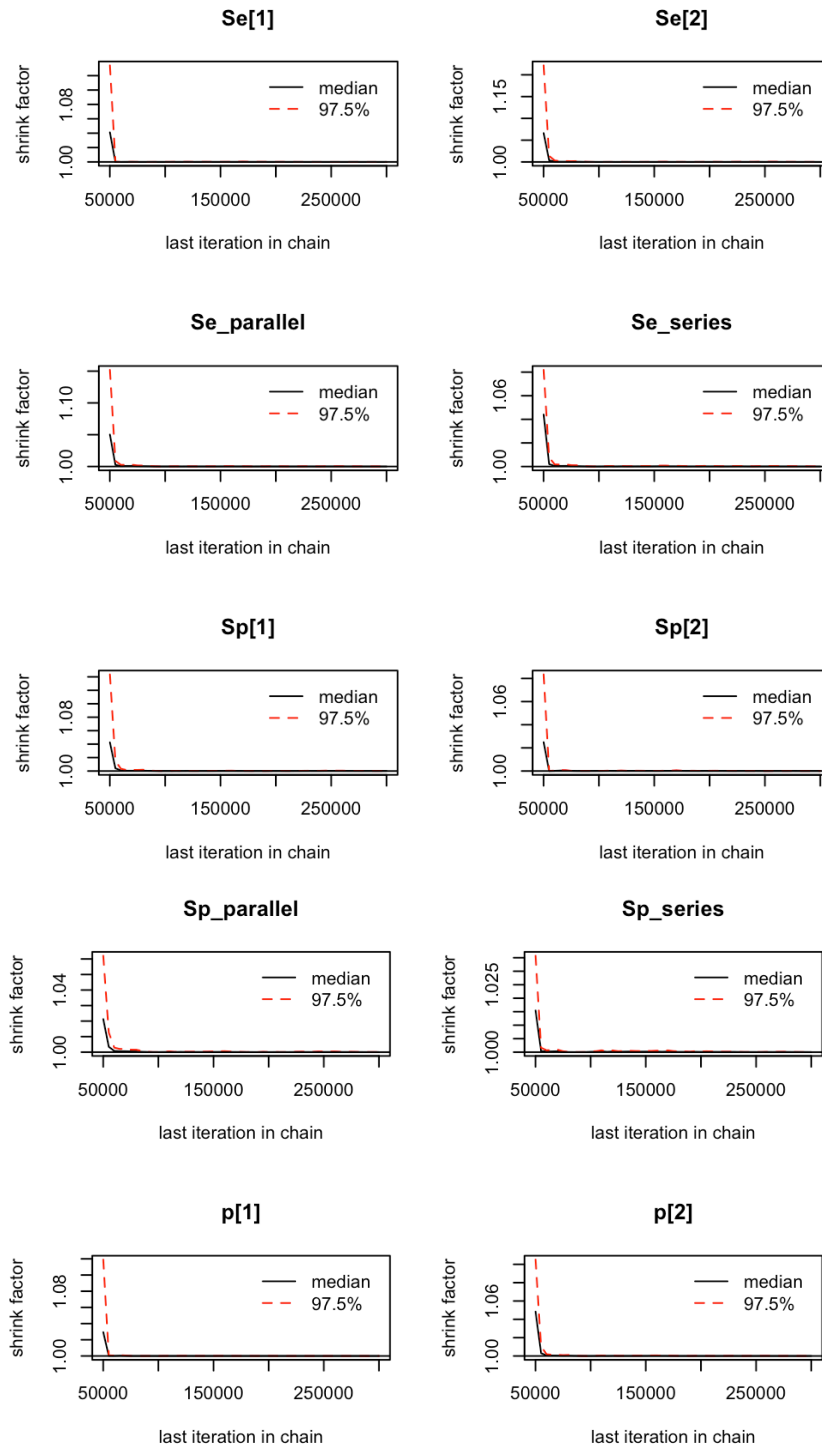 Se[1]
shrink factor
1.00 1.08
median
97.5%
50000 150000 250000
last iteration in chain
Se[2]
shrink factor
1.00 1.15
median
97.5%
50000 150000 250000
last iteration in chain
Se_parallel
shrink factor
1.00 1.10
median
97.5%
50000 150000 250000
last iteration in chain
Se_series
shrink factor
1.00 1.06
median
97.5%
50000 150000 250000
last iteration in chain
Sp[1]
shrink factor
1.00 1.08
median
97.5%
50000 150000 250000
last iteration in chain
Sp[2]
shrink factor
1.00 1.06
median
97.5%
50000 150000 250000
last iteration in chain
Sp_parallel
shrink factor
1.00 1.04
median
97.5%
50000 150000 250000
last iteration in chain
Sp_series
shrink factor
1.000 1.025
median
97.5%
50000 150000 250000
last iteration in chain
p[1]
shrink factor
1.00 1.08
median
97.5%
50000 150000 250000
last iteration in chain
p[2]
shrink factor
1.00 1.06
median
97.5%
50000 150000 250000
last iteration in chain